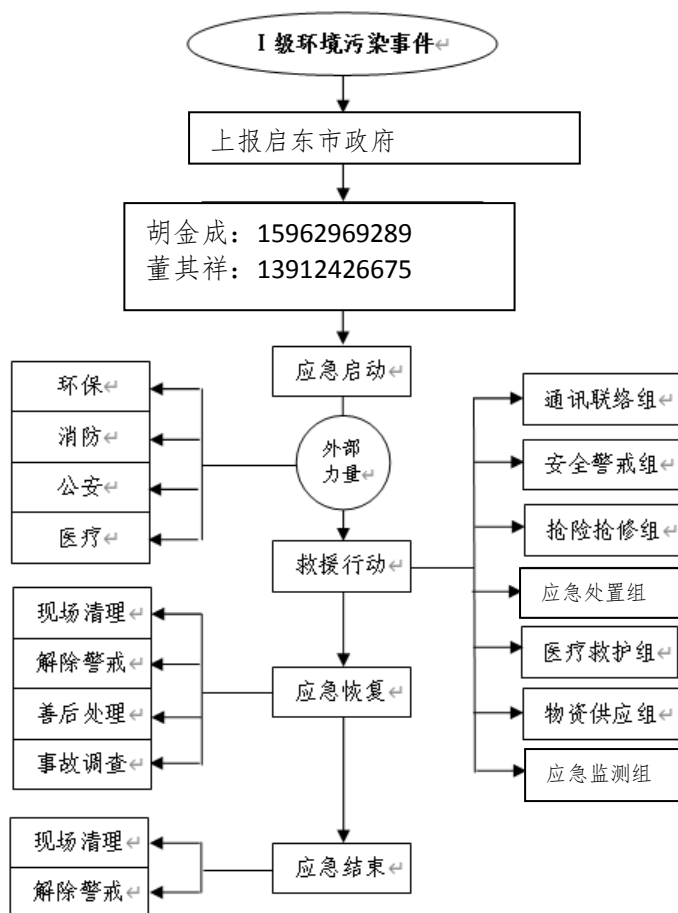 Ⅰ级环境污染事件↵
上报启东市政府
胡金成：15962969289
董其祥：13912426675
应急启动↵
外部
力量↵
环保↵
消防↵
公安↵
医疗↵
救援行动↵
通讯联络组↵
安全警戒组↵
抢险抢修组↵
应急处置组
医疗救护组↵
物资供应组↵
应急监测组
应急恢复↵
现场清理↵
解除警戒↵
善后处理↵
事故调查↵
应急结束↵
现场清理↵
解除警戒↵